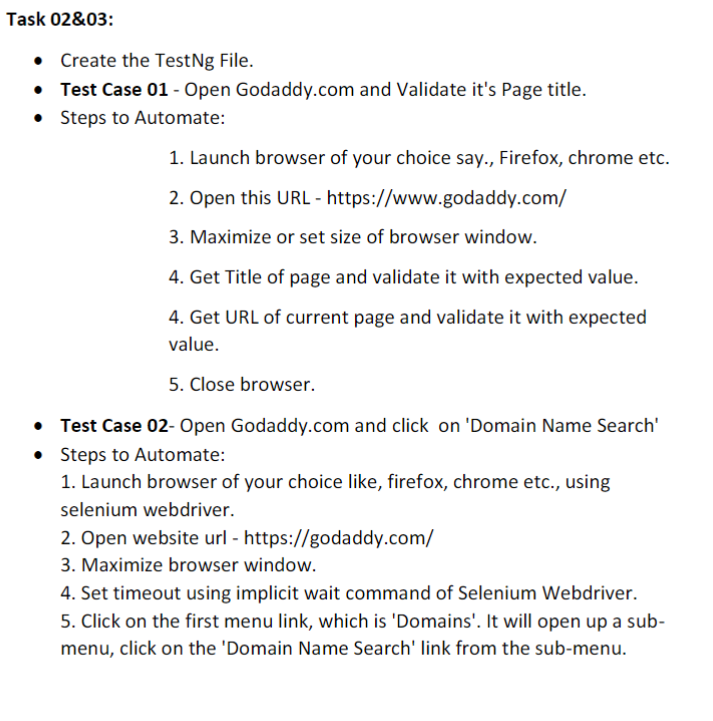 Task 02&03:
• Create the TestNg File.
• Test Case 01 - Open Godaddy.com and Validate it's Page title.
• Steps to Automate:
1. Launch browser of your choice say., Firefox, chrome etc.
2. Open this URL - https://www.godaddy.com/
3. Maximize or set size of browser window.
4. Get Title of page and validate it with expected value.
4. Get URL of current page and validate it with expected
value.
5. Close browser.
• Test Case 02- Open Godaddy.com and click  on 'Domain Name Search'
• Steps to Automate:
1. Launch browser of your choice like, firefox, chrome etc., using
selenium webdriver.
2. Open website url - https://godaddy.com/
3. Maximize browser window.
4. Set timeout using implicit wait command of Selenium Webdriver.
5. Click on the first menu link, which is 'Domains'. It will open up a sub-
menu, click on the 'Domain Name Search' link from the sub-menu.